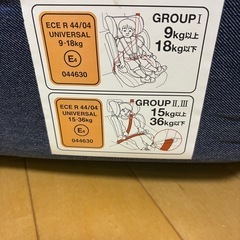 ECE R 44/04
UNIVERSAL
9-18kg
E4
044630
GROUP I
9kg以上
18kg以下
ECE R 44/04
UNIVERSAL
15-36kg
E4
044630
GROUP II, III
15kg以上
36kg以下